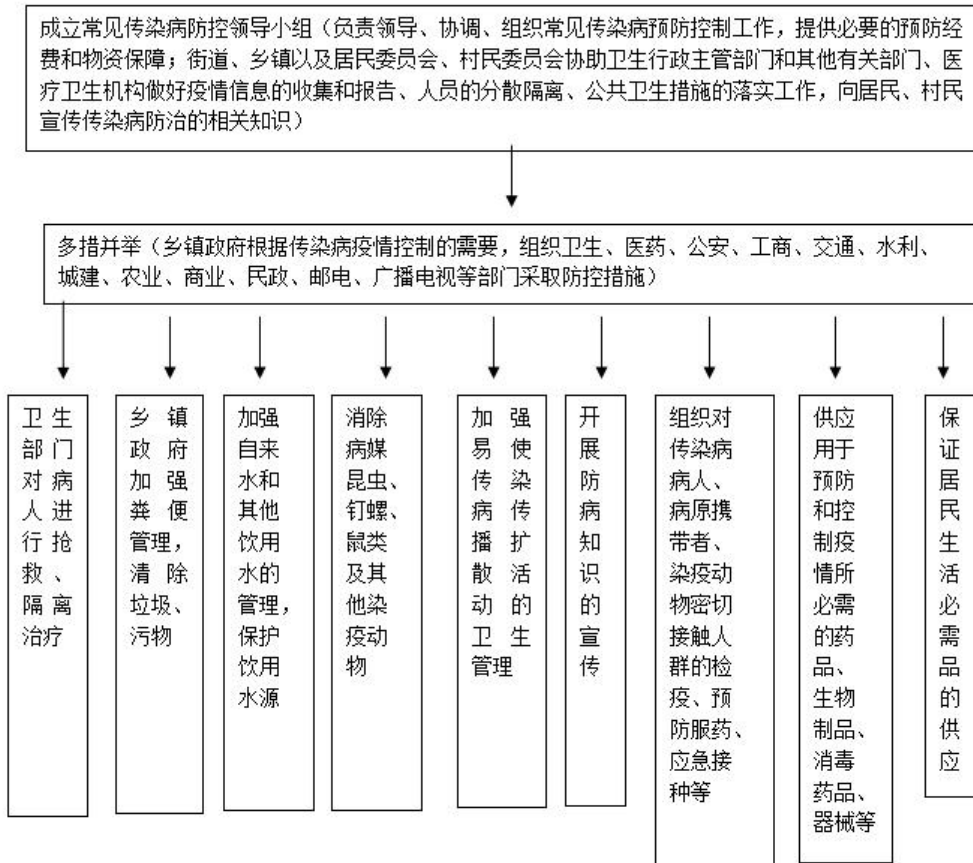 成立常见传染病防控领导小组（负责领导、协调、组织常见传染病预防控制工作，提供必要的预防经
费和物资保障；街道、乡镇以及居民委员会、村民委员会协助卫生行政主管部门和其他有关部门、医
疗卫生机构做好疫情信息的收集和报告、人员的分散隔离、公共卫生措施的落实工作，向居民、村民
宣传传染病防治的相关知识）
多措并举（乡镇政府根据传染病疫情控制的需要，组织卫生、医药、公安、工商、交通、水利、
城建、农业、商业、民政、邮电、广播电视等部门采取防控措施）
卫生
部门
对病
人进
行抢
救、
隔离
治疗
乡镇
政府
加强
粪便
管理，
清除
垃圾、
污物
加强
自来
水和
其他
饮用
水的
管理，
保护
饮用
水源
消除
病媒
昆虫、
钉螺、
鼠类
及其
他染
疫动
物
加强
易使
传染
病传
播扩
散活
动的
卫生
管理
开
展
防
病
知
识
的
宣
传
组织对
传染病
病人、
病原携
带者、
染疫动
物密切
接触人
群的检
疫、预
防服药、
应急接
种等
供应
用于
预防
和控
制疫
情所
必需
的药
品、
生物
制品、
消毒
药品、
器械等
保
证
居
民
生
活
必
需
品
的
供
应